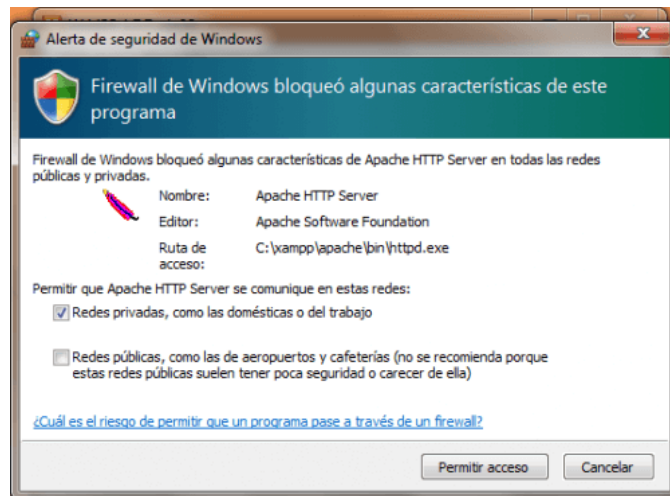 Alerta de seguridad de Windows
Firewall de Windows bloqueó algunas características de este
programa
Firewall de Windows bloqueó algunas características de Apache HTTP Server en todas las redes
públicas y privadas.
Nombre: Apache HTTP Server
Editor: Apache Software Foundation
Ruta de acceso: C:\xampp\apache\bin\httpd.exe
Permitir que Apache HTTP Server se comunique en estas redes:
Redes privadas, como las domésticas o del trabajo
Redes públicas, como las de aeropuertos y cafeterías (no se recomienda porque
estas redes públicas suelen tener poca seguridad o carecer de ella)
¿Cuál es el riesgo de permitir que un programa pase a través de un firewall?
Permitir acceso Cancelar